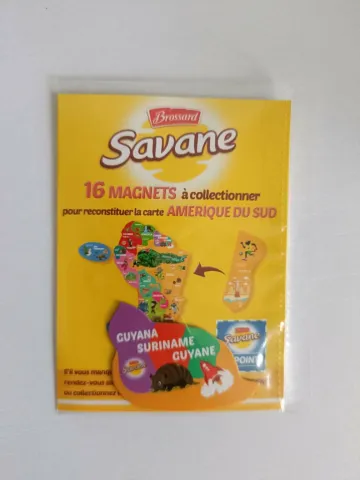 Brossard
Savane
16 MAGNETS à collectionner
pour reconstituer la carte AMERIQUE DU SUD
GUYANA
SURINAME
GUYANE
Savane
POINT
S'il vous manqu
rendez-vous s
ou collectionnez